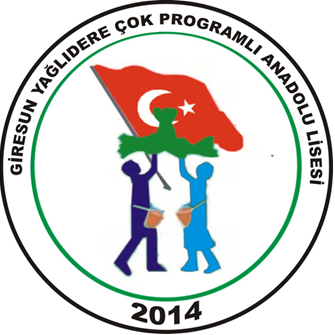 GİRESUN YAĞLIDERE ÇOK PROGRAMLI ANADOLU LİSESİ
2014